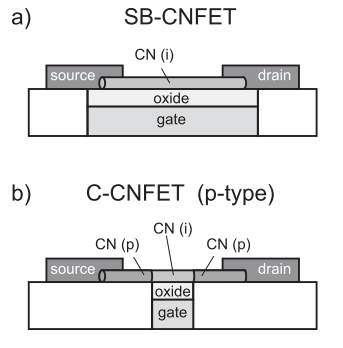 a) SB-CNFET
CN (i)
source drain
oxide
gate
b) C-CNFET (p-type)
CN (i)
CN (p) CN (p)
source drain
oxide
gate